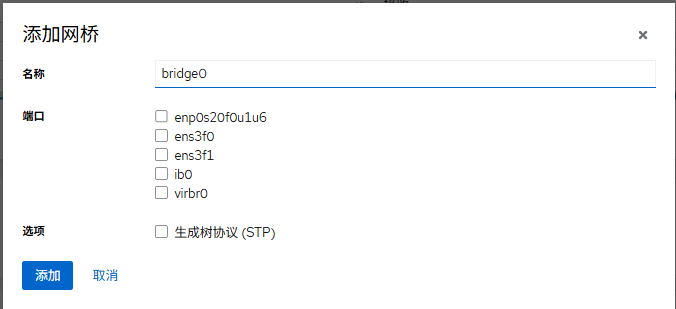 添加网桥
名称 bridge0
端口 enp0s20f0u1u6
ens3f0
ens3f1
ib0
virbr0
选项 生成树协议 (STP)
添加 取消